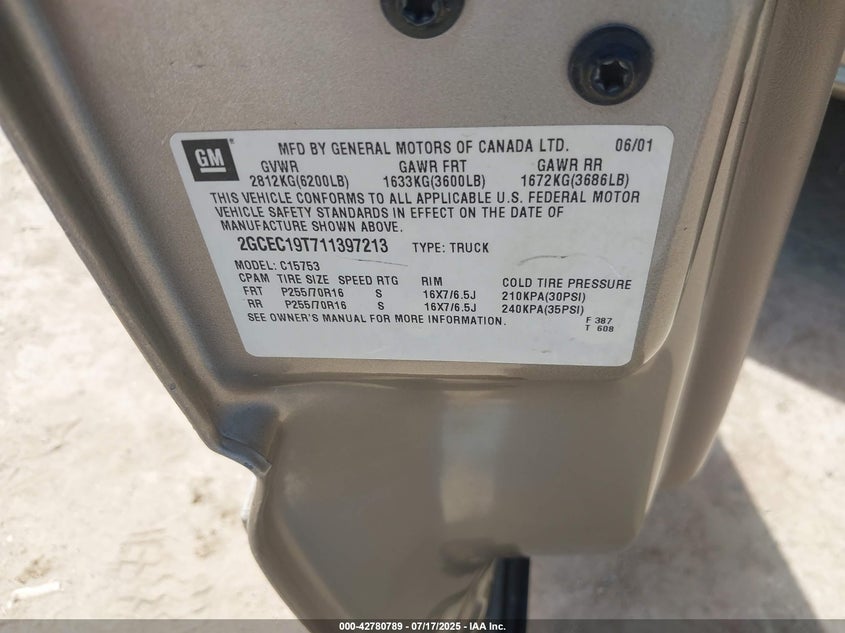 GM
MFD BY GENERAL MOTORS OF CANADA LTD. 06/01
GVWR GAWR FRT GAWR RR
2812KG(6200LB) 1633KG(3600LB) 1672KG(3686LB)
THIS VEHICLE CONFORMS TO ALL APPLICABLE U.S. FEDERAL MOTOR
VEHICLE SAFETY STANDARDS IN EFFECT ON THE DATE OF
MANUFACTURE SHOWN ABOVE.
2GCEC19T711397213 TYPE: TRUCK
MODEL: C15753
CPAM TIRE SIZE SPEED RTG RIM COLD TIRE PRESSURE
FRT P255/70R16 S 16X7/6.5J 210KPA(30PSI)
RR P255/70R16 S 16X7/6.5J 240KPA(35PSI)
SEE OWNER'S MANUAL FOR MORE INFORMATION.
F 387
T 608
000-42780789 - 07/17/2025 - IAA Inc.